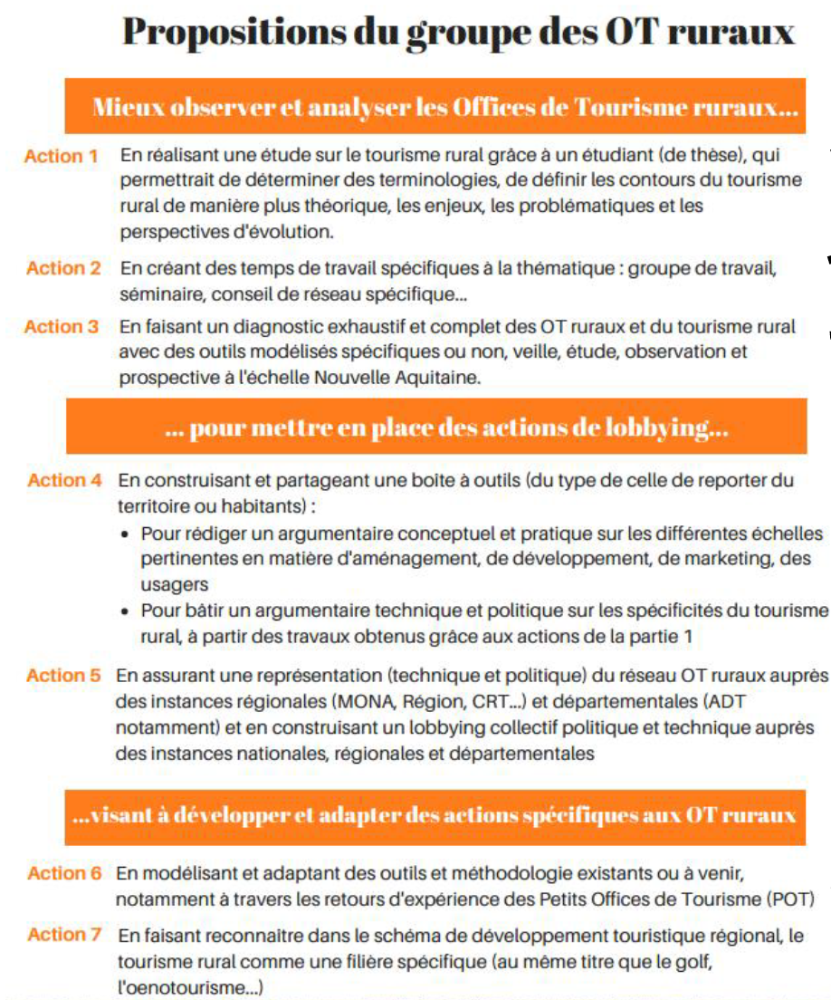 Propositions du groupe des OT ruraux
Mieux observer et analyser les Offices de Tourisme ruraux...
Action 1 En réalisant une étude sur le tourisme rural grâce à un étudiant (de thèse), qui
permettrait de déterminer des terminologies, de définir les contours du tourisme
rural de manière plus théorique, les enjeux, les problématiques et les
perspectives d'évolution.
Action 2 En créant des temps de travail spécifiques à la thématique : groupe de travail,
séminaire, conseil de réseau spécifique...
Action 3 En faisant un diagnostic exhaustif et complet des OT ruraux et du tourisme rural
avec des outils modélisés spécifiques ou non, veille, étude, observation et
prospective à l'échelle Nouvelle Aquitaine.
... pour mettre en place des actions de lobbying...
Action 4 En construisant et partageant une boîte à outils (du type de celle de reporter du
territoire ou habitants) :
• Pour rédiger un argumentaire conceptuel et pratique sur les différentes échelles
pertinentes en matière d'aménagement, de développement, de marketing, des
usagers
• Pour bâtir un argumentaire technique et politique sur les spécificités du tourisme
rural, à partir des travaux obtenus grâce aux actions de la partie 1
Action 5 En assurant une représentation (technique et politique) du réseau OT ruraux auprès
des instances régionales (MONA, Région, CRT...) et départementales (ADT
notamment) et en construisant un lobbying collectif politique et technique auprès
des instances nationales, régionales et départementales
...visant à développer et adapter des actions spécifiques aux OT ruraux
Action 6 En modélisant et adaptant des outils et méthodologie existants ou à venir,
notamment à travers les retours d'expérience des Petits Offices de Tourisme (POT)
Action 7 En faisant reconnaître dans le schéma de développement touristique régional, le
tourisme rural comme une filière spécifique (au même titre que le golf,
l'oenotourisme...)